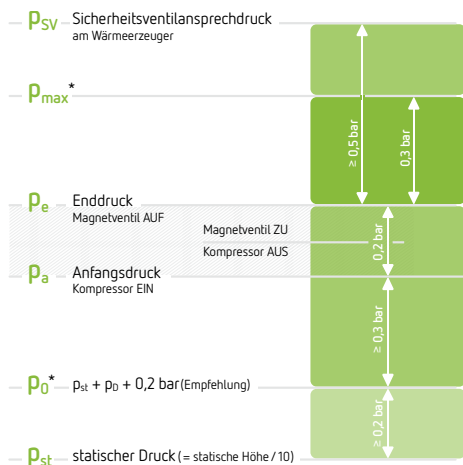 pSV Sicherheitsventilansprechdruck
am Wärmeerzeuger
pmax*
≥ 0,5 bar
0,3 bar
pe Enddruck
Magnetventil AUF
Magnetventil ZU
Kompressor AUS
0,2 bar
pa Anfangsdruck
Kompressor EIN
≥ 0,3 bar
p0* pst + pD + 0,2 bar (Empfehlung)
≥ 0,2 bar
pst statischer Druck (= statische Höhe / 10)